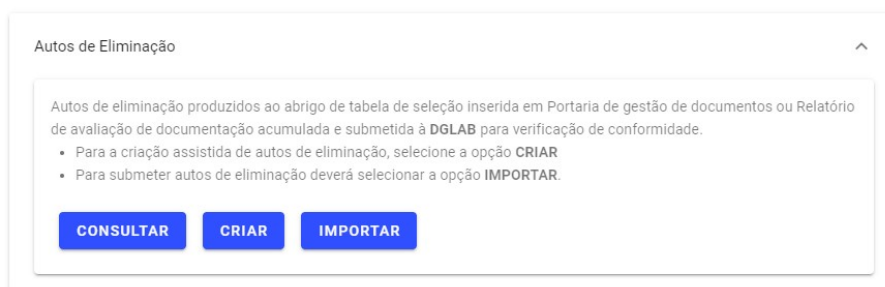 Autos de Eliminação
Autos de eliminação produzidos ao abrigo de tabela de seleção inserida em Portaria de gestão de documentos ou Relatório
de avaliação de documentação acumulada e submetida à DGLAB para verificação de conformidade.
• Para a criação assistida de autos de eliminação, selecione a opção CRIAR
• Para submeter autos de eliminação deverá selecionar a opção IMPORTAR.
CONSULTAR CRIAR IMPORTAR